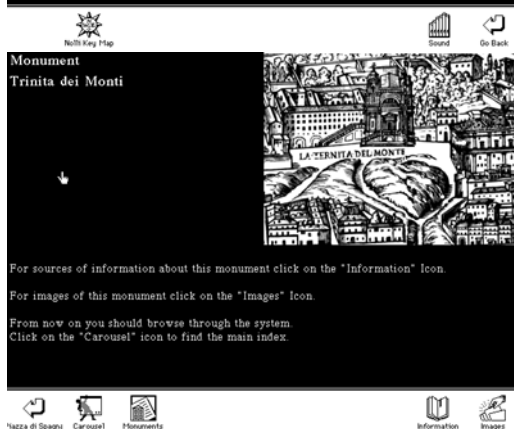 Nolli Key Map
Sound
Go Back
Monument
Trinita dei Monti
LA TERNITA DEL MONTE
For sources of information about this monument click on the "Information" Icon.
For images of this monument click on the "Images" Icon.
From now on you should browse through the system.
Click on the "Carousel" icon to find the main index.
Piazza di Spagna
Carousel
Monuments
Information
Images